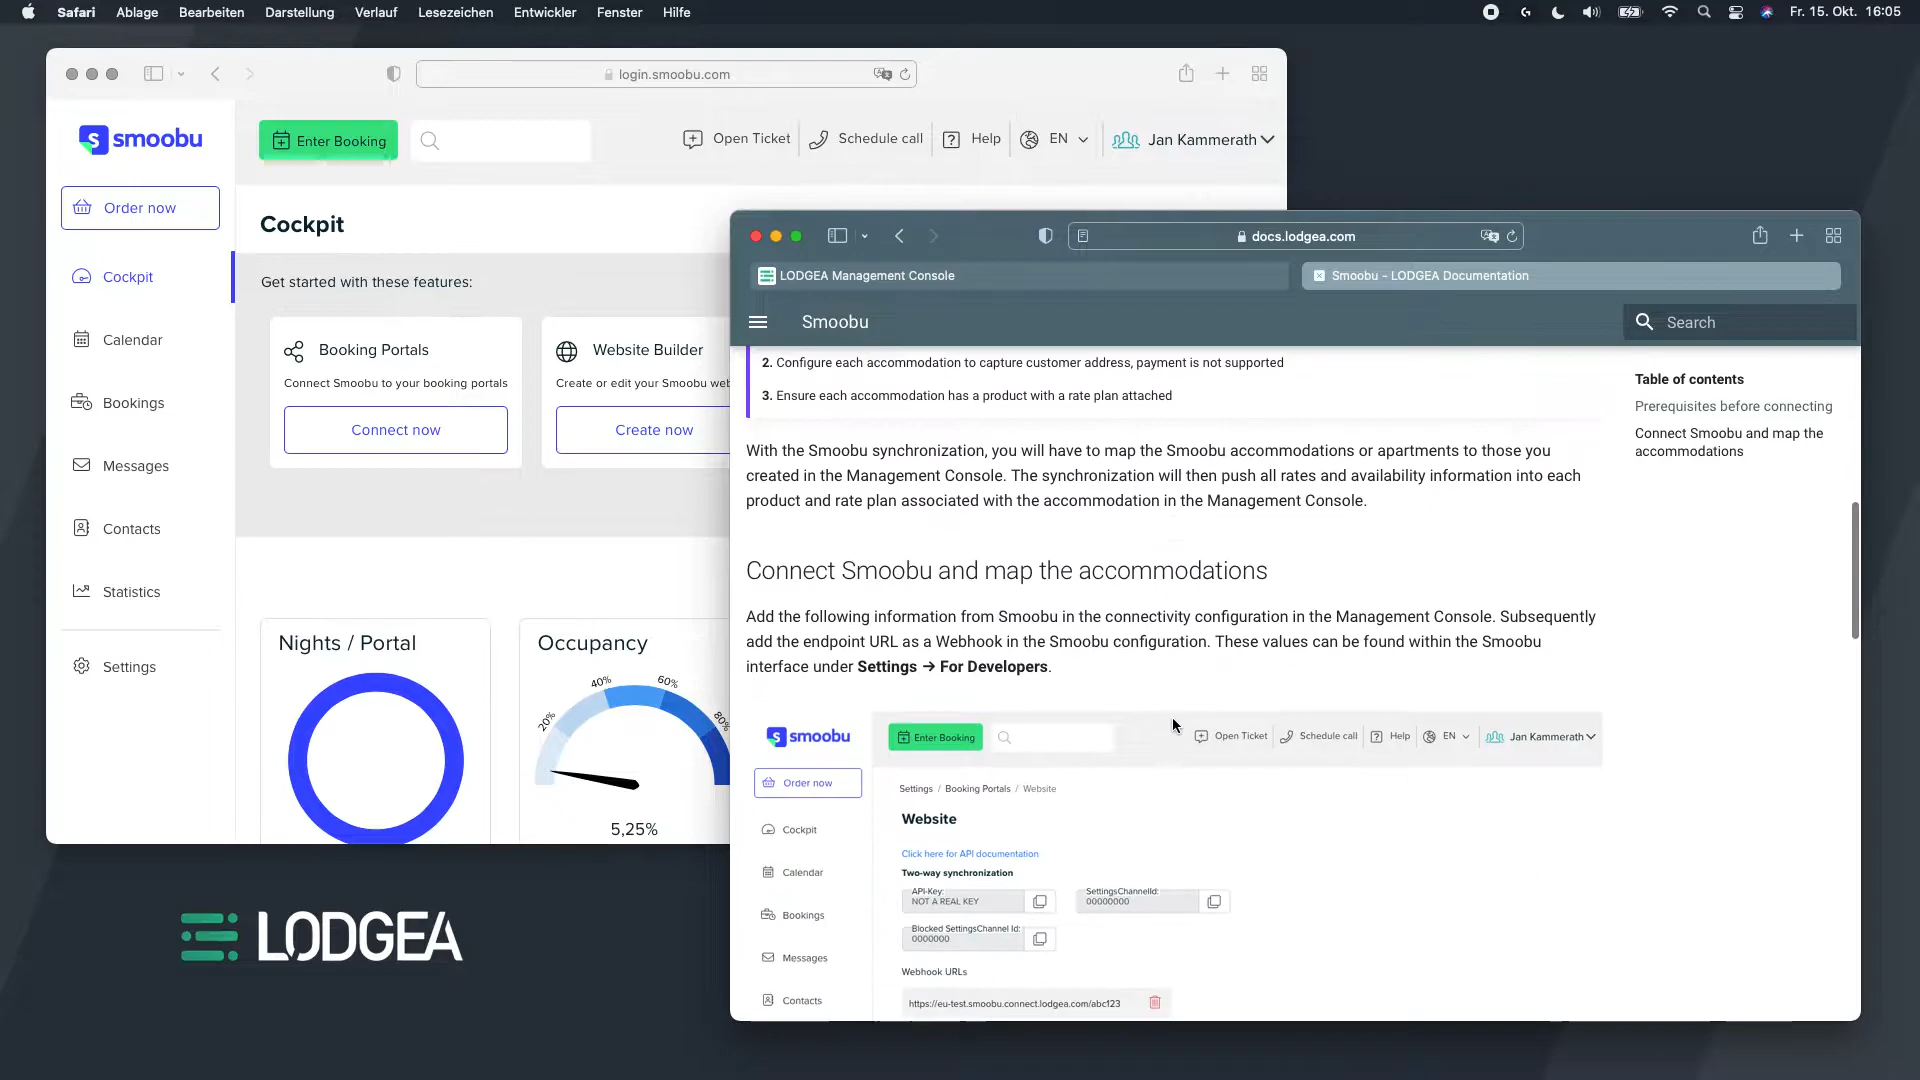 Safari Ablage Bearbeiten Darstellung Verlauf Lesezeichen Entwickler Fenster Hilfe
Fr. 15. Okt. 16:05
login.smoobu.com
smoobu
Enter Booking
Open Ticket
Schedule call
Help
EN
Jan Kammerath
Order now
Cockpit
Calendar
Bookings
Messages
Contacts
Statistics
Settings
Cockpit
Get started with these features:
Booking Portals
Connect Smoobu to your booking portals
Connect now
Website Builder
Create or edit your Smoobu web
Create now
Nights / Portal
Occupancy
20%
40%
60%
80%
5,25%
LODGEA
docs.lodgea.com
LODGEA Management Console
Smoobu – LODGEA Documentation
Smoobu
Search
2. Configure each accommodation to capture customer address, payment is not supported
3. Ensure each accommodation has a product with a rate plan attached
With the Smoobu synchronization, you will have to map the Smoobu accommodations or apartments to those you
created in the Management Console. The synchronization will then push all rates and availability information into each
product and rate plan associated with the accommodation in the Management Console.
Connect Smoobu and map the accommodations
Add the following information from Smoobu in the connectivity configuration in the Management Console. Subsequently
add the endpoint URL as a Webhook in the Smoobu configuration. These values can be found within the Smoobu
interface under Settings → For Developers.
Table of contents
Prerequisites before connecting
Connect Smoobu and map the
accommodations
smoobu
Enter Booking
Open Ticket
Schedule call
Help
EN
Jan Kammerath
Order now
Cockpit
Calendar
Bookings
Messages
Contacts
Settings / Booking Portals / Website
Website
Click here for API documentation
Two-way synchronization
API-Key:
NOT A REAL KEY
SettingsChannelId:
00000000
Blocked SettingsChannel Id:
0000000
Webhook URLs
https://eu-test.smoobu.connect.lodgea.com/abc123